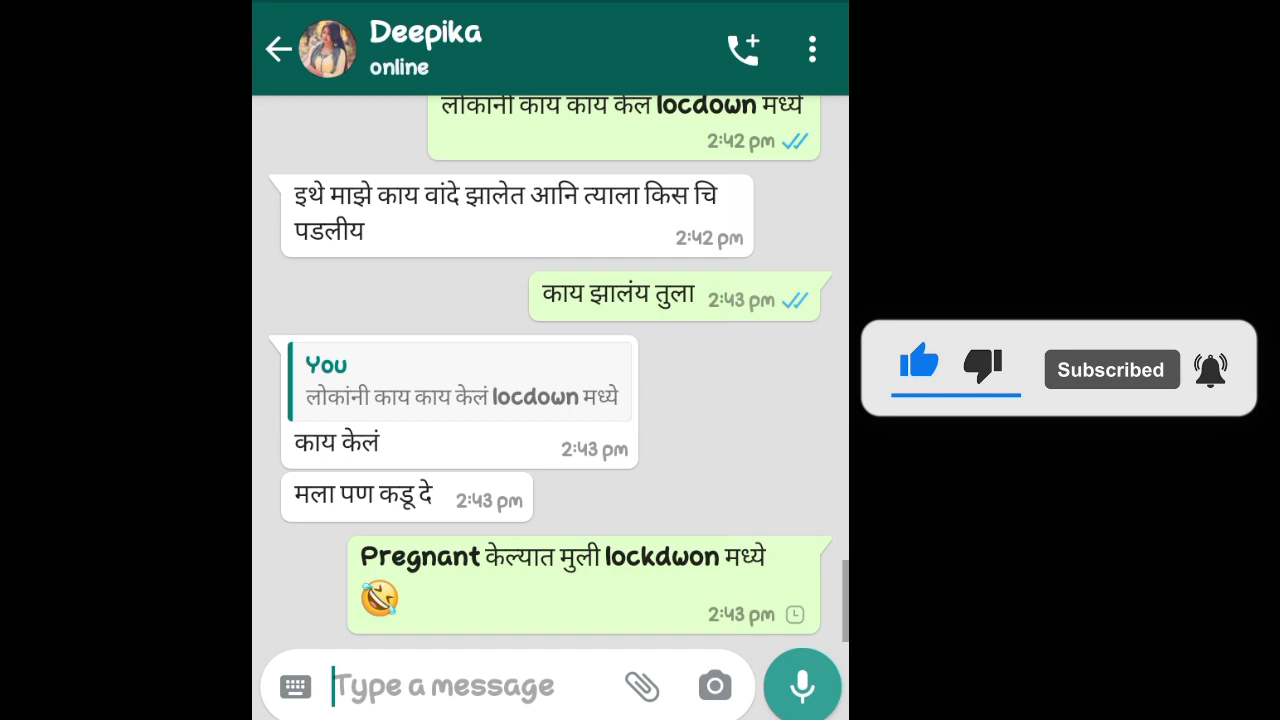 Deepika
online
लोकांनी काय काय केलं locdown मध्ये
2:42 pm
इथे माझे काय वांदे झालेत आनि त्याला किस चि
पडलीय
2:42 pm
काय झालंय तुला
2:43 pm
You
लोकांनी काय काय केलं locdown मध्ये
काय केलं
2:43 pm
मला पण कडू दे
2:43 pm
Pregnant केल्यात मुली lockdwon मध्ये
2:43 pm
Type a message
Subscribed